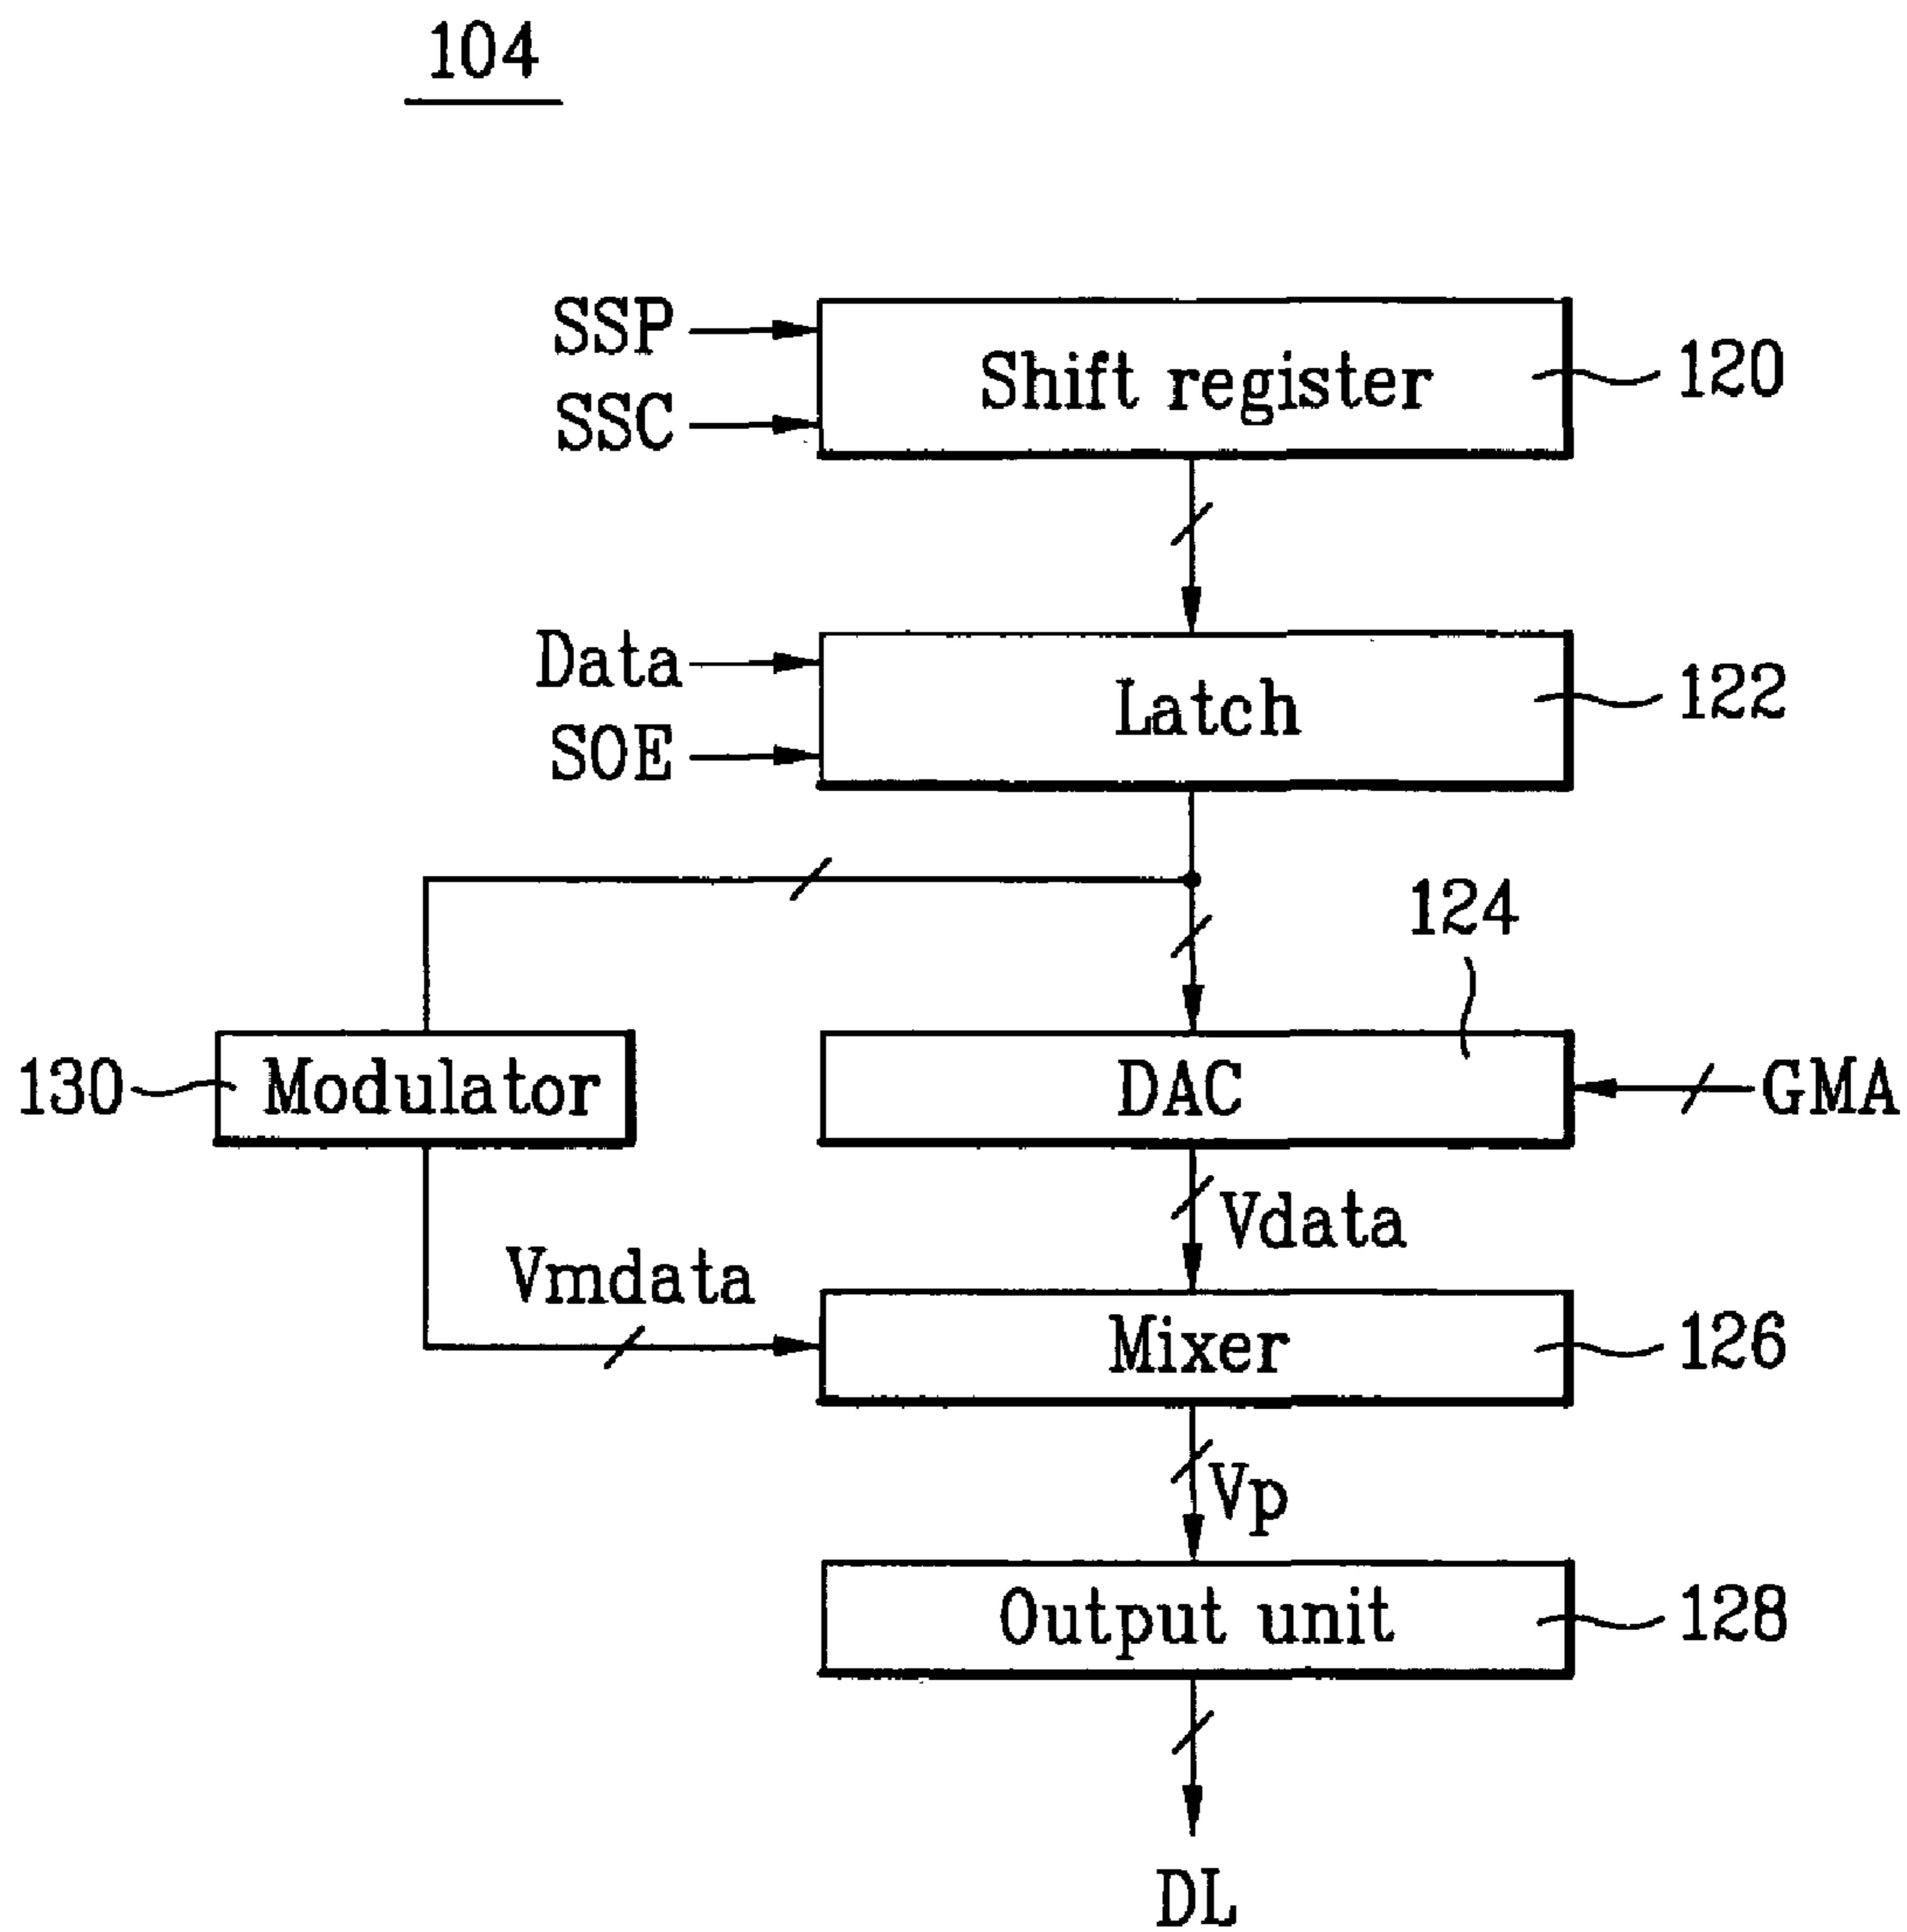 104
SSP
Shift register
120
SSC
Data
Latch
122
SOE
124
130
Modulator
DAC
GMA
Vdata
Vmdata
Mixer
126
Vp
Output unit
128
DL